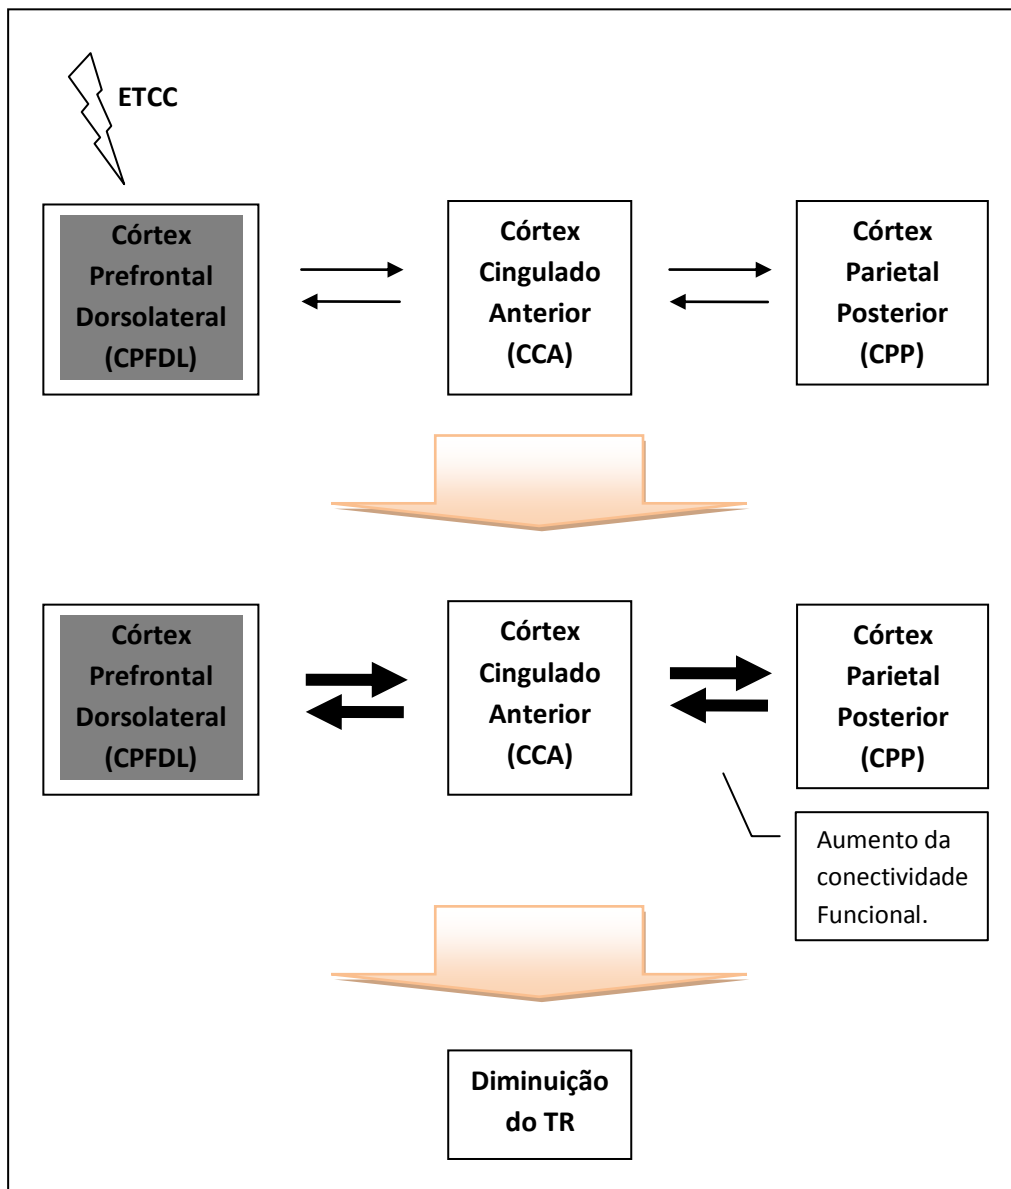 ETCC
Córtex
Prefrontal
Dorsolateral
(CPFDL)
Córtex
Cingulado
Anterior
(CCA)
Córtex
Parietal
Posterior
(CPP)
Córtex
Prefrontal
Dorsolateral
(CPFDL)
Córtex
Cingulado
Anterior
(CCA)
Córtex
Parietal
Posterior
(CPP)
Aumento da
conectividade
Funcional.
Diminuição
do TR